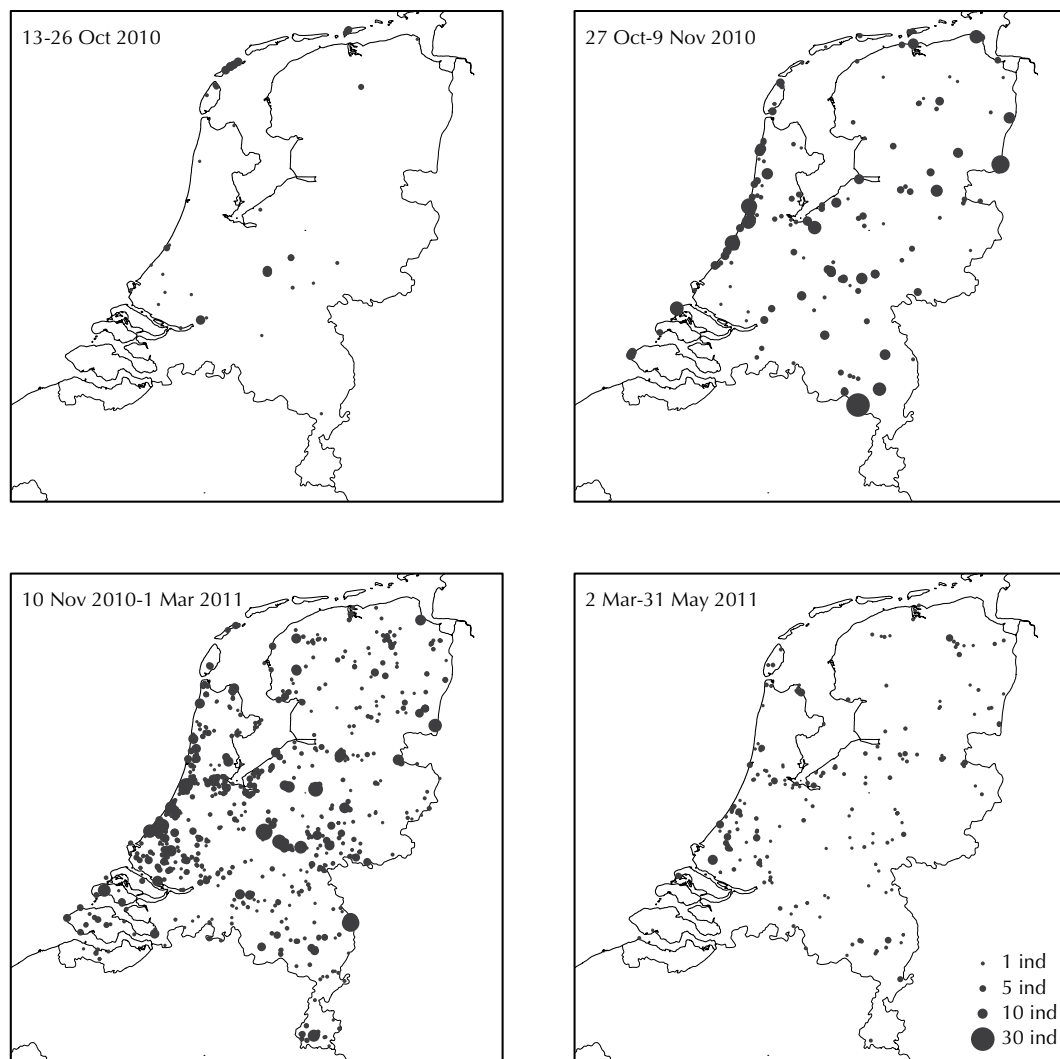 13-26 Oct 2010
27 Oct-9 Nov 2010
10 Nov 2010-1 Mar 2011
2 Mar-31 May 2011
1 ind
5 ind
10 ind
30 ind